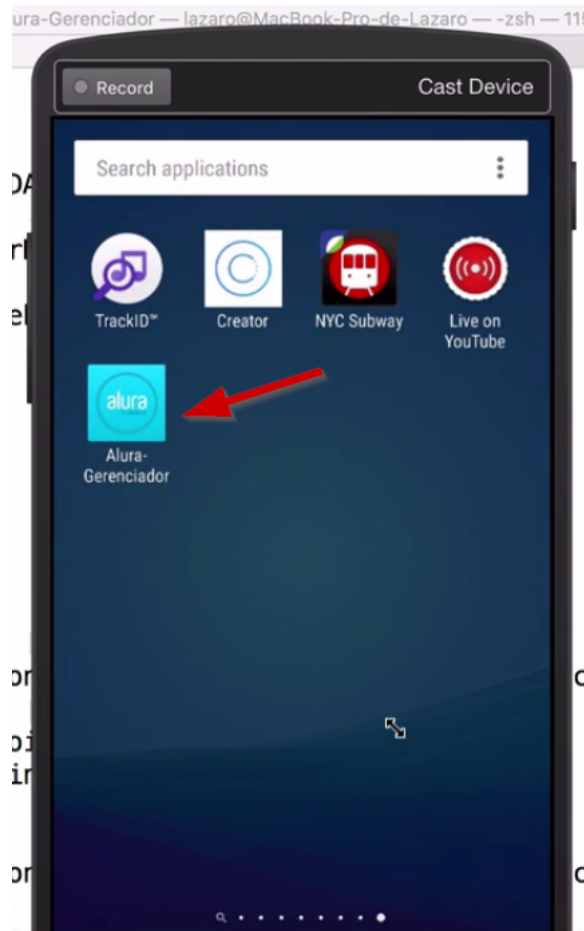 ura-Gerenciador — lazaro@MacBook-Pro-de-Lazaro — -zsh — 115
Record
Cast Device
Search applications
TrackID™
Creator
NYC Subway
Live on
YouTube
alura
Alura-
Gerenciador